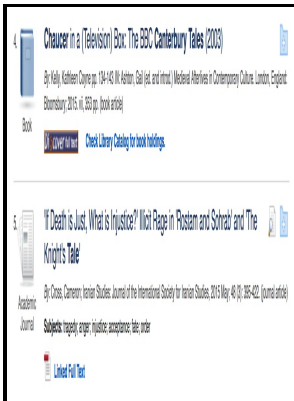 4. Chaucer in a (Television) Box: The BBC Canterbury Tales (2003)
By: Kelly, Kathleen Coyne pp. 134-143 IN: Ashton, Gail (ed. and introd.); Medieval Afterlives in Contemporary Culture. London, England:
Bloomsbury; 2015. xi, 353 pp. (book article)
Book
full text Check Library Catalog for book holdings.
5. 'If Death is Just, What is Injustice?' Illicit Rage in 'Rostam and Sohrab' and 'The
Knight's Tale'
By: Cross, Cameron; Iranian Studies: Journal of the International Society for Iranian Studies, 2015 May; 48 (3): 395-422. (journal article)
Academic
Journal
Subjects: tragedy; anger; injustice; acceptance; fate; order
Linked Full Text